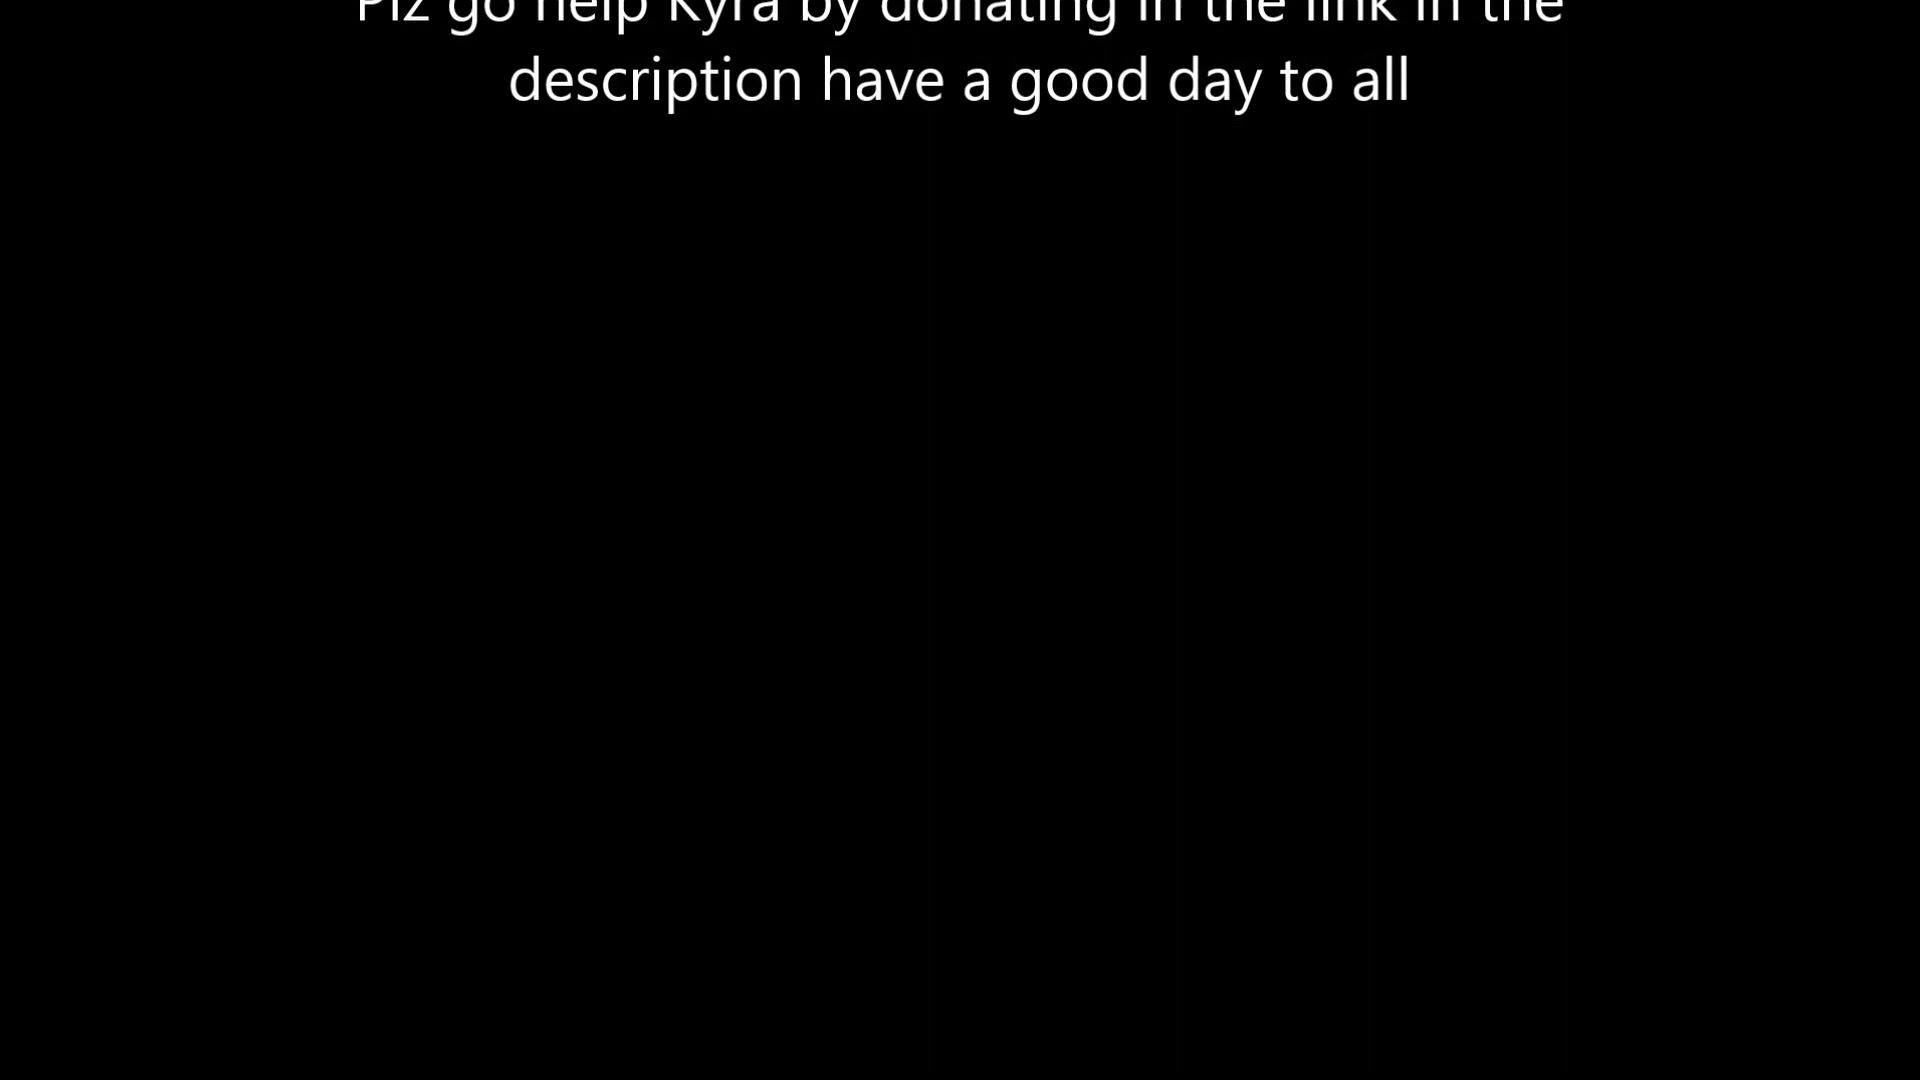 Plz go help Kyra by donating in the link in the
description have a good day to all